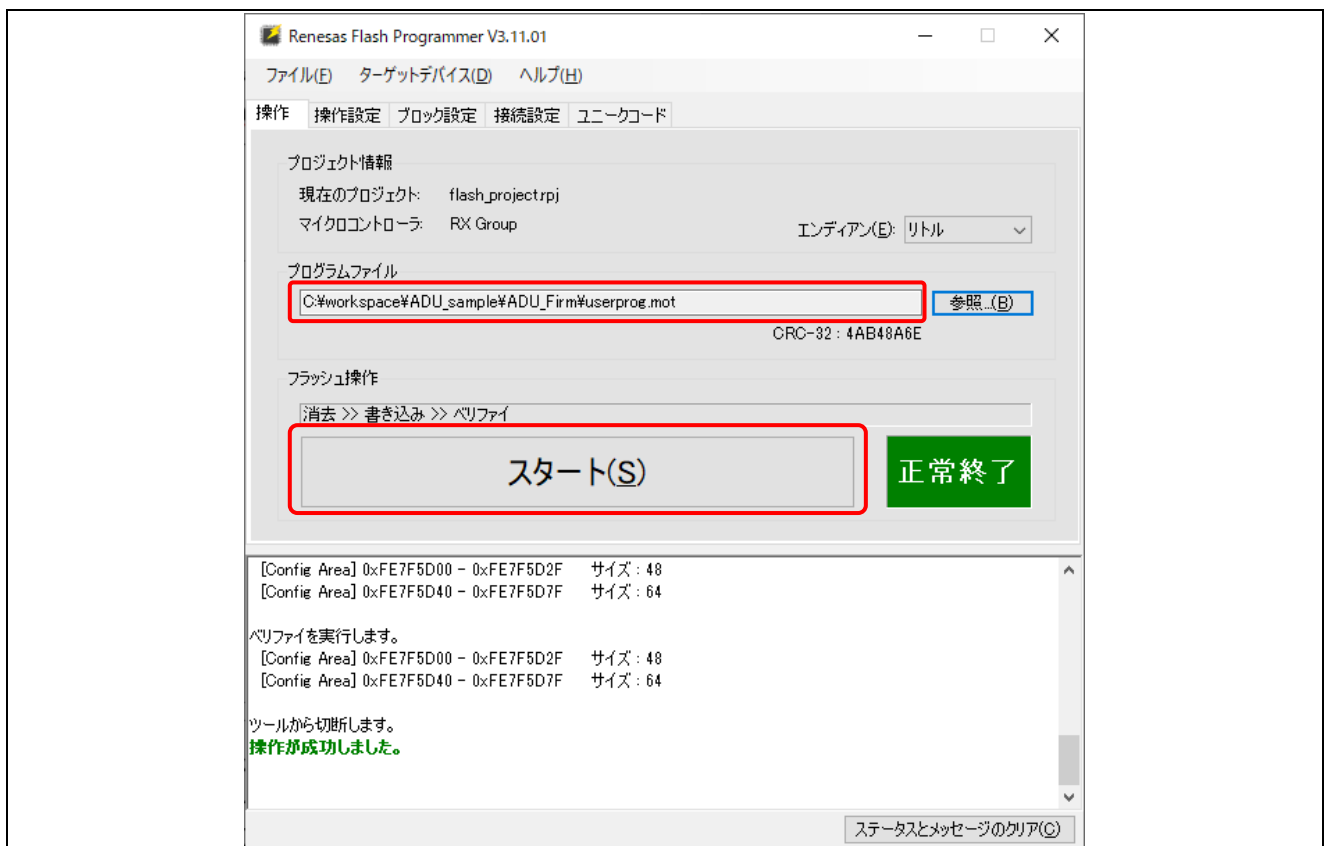 Renesas Flash Programmer V3.11.01
ファイル(F) ターゲットデバイス(D) ヘルプ(H)
操作 操作設定 ブロック設定 接続設定 ユニークコード
プロジェクト情報
現在のプロジェクト: flash_project.rpj
マイクロコントローラ: RX Group
エンディアン(E): リトル
プログラムファイル
C:¥workspace¥ADU_sample¥ADU_Firm¥userprog.mot 参照...(B)
CRC-32 : 4AB48A6E
フラッシュ操作
消去 >> 書き込み >> ベリファイ
スタート(S) 正常終了
[Config Area] 0xFE7F5D00 - 0xFE7F5D2F サイズ : 48
[Config Area] 0xFE7F5D40 - 0xFE7F5D7F サイズ : 64
ベリファイを実行します。
[Config Area] 0xFE7F5D00 - 0xFE7F5D2F サイズ : 48
[Config Area] 0xFE7F5D40 - 0xFE7F5D7F サイズ : 64
ツールから切断します。
操作が成功しました。
ステータスとメッセージのクリア(C)